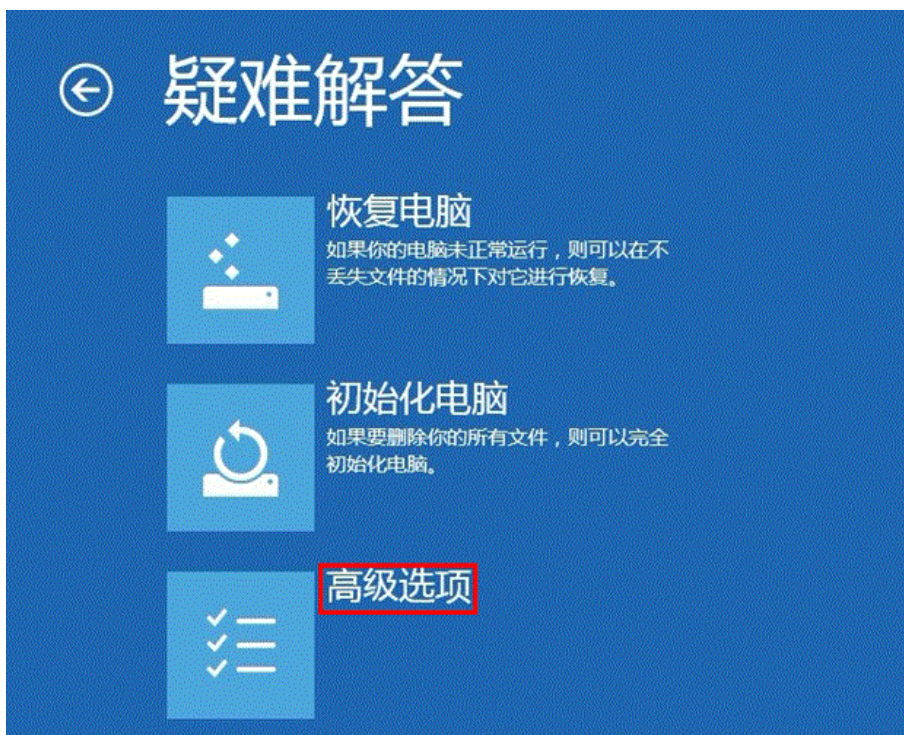 疑难解答
恢复电脑
如果你的电脑未正常运行，则可以在不
丢失文件的情况下对它进行恢复。
初始化电脑
如果要删除你的所有文件，则可以完全
初始化电脑。
高级选项